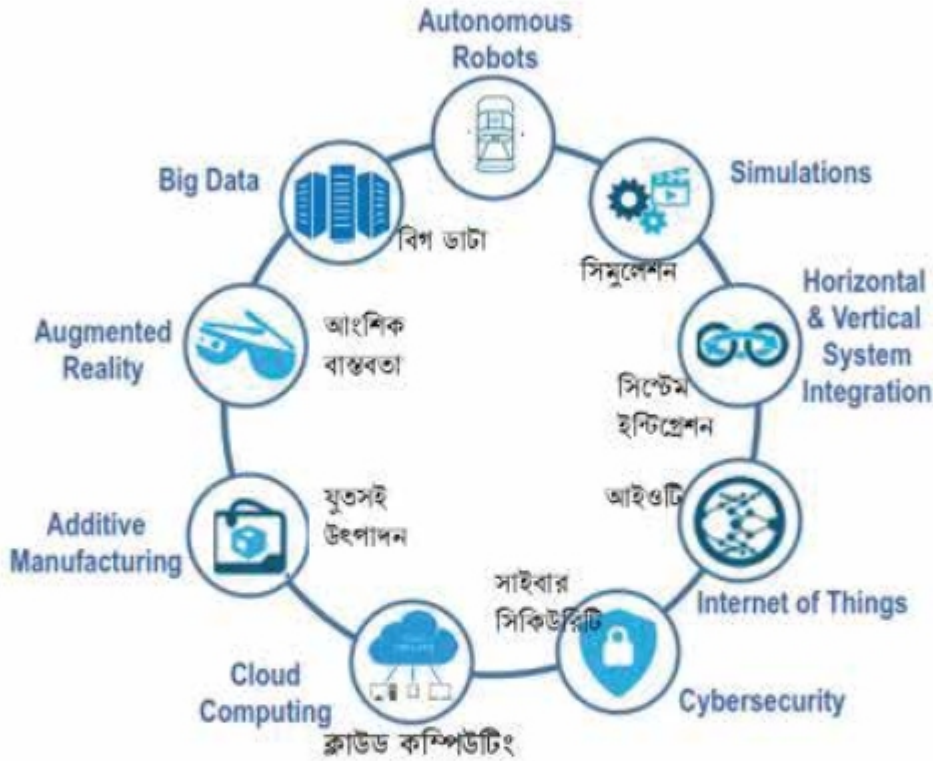 Autonomous
Robots
Simulations
সিমুলেশন
Horizontal
& Vertical
System
Integration
সিস্টেম
ইন্টিগ্রেশন
আইওটি
Internet of Things
সাইবার
সিকিউরিটি
Cybersecurity
Cloud
Computing
ক্লাউড কম্পিউটিং
Additive
Manufacturing
যুতসই
উৎপাদন
Augmented
Reality
আংশিক
বাস্তবতা
Big Data
বিগ ডাটা